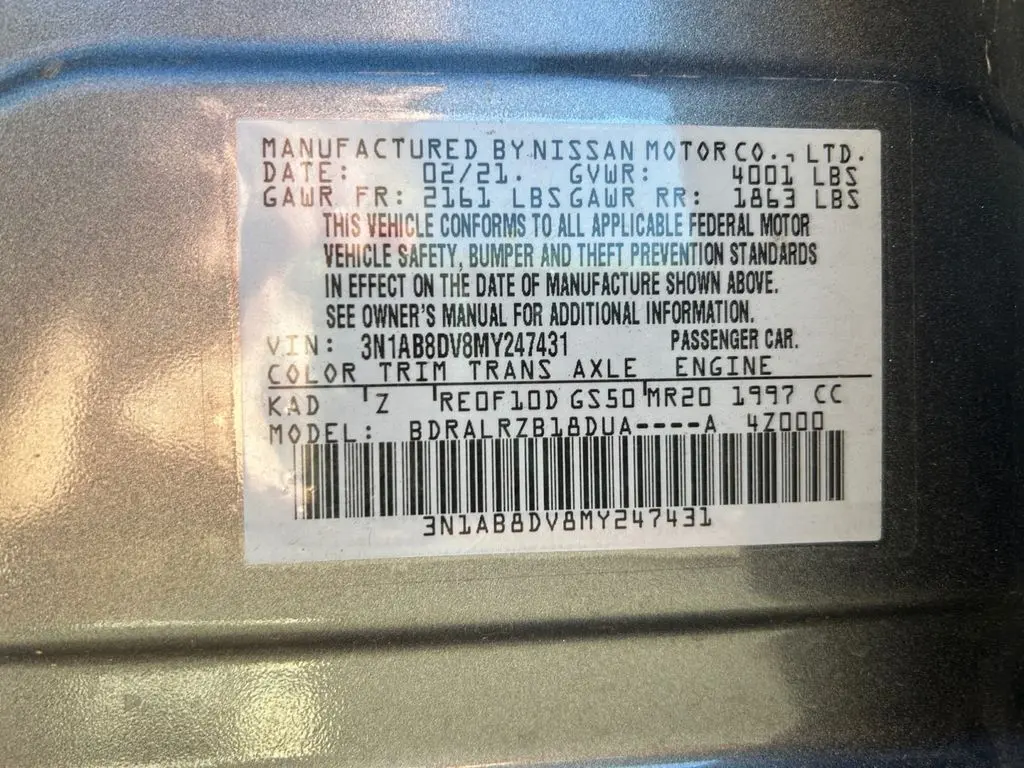 MANUFACTURED BY NISSAN MOTOR CO., LTD.
DATE: 02/21. GVWR: 4001 LBS
GAWR FR: 2161 LBS GAWR RR: 1863 LBS
THIS VEHICLE CONFORMS TO ALL APPLICABLE FEDERAL MOTOR
VEHICLE SAFETY, BUMPER AND THEFT PREVENTION STANDARDS
IN EFFECT ON THE DATE OF MANUFACTURE SHOWN ABOVE.
SEE OWNER'S MANUAL FOR ADDITIONAL INFORMATION.
VIN: 3N1AB8DV8MY247431 PASSENGER CAR.
COLOR TRIM TRANS AXLE ENGINE
KAD Z RE0F10D GS50 MR20 1997 CC
MODEL: BDRALRZB18DUA----A 4Z000
3N1AB8DV8MY247431